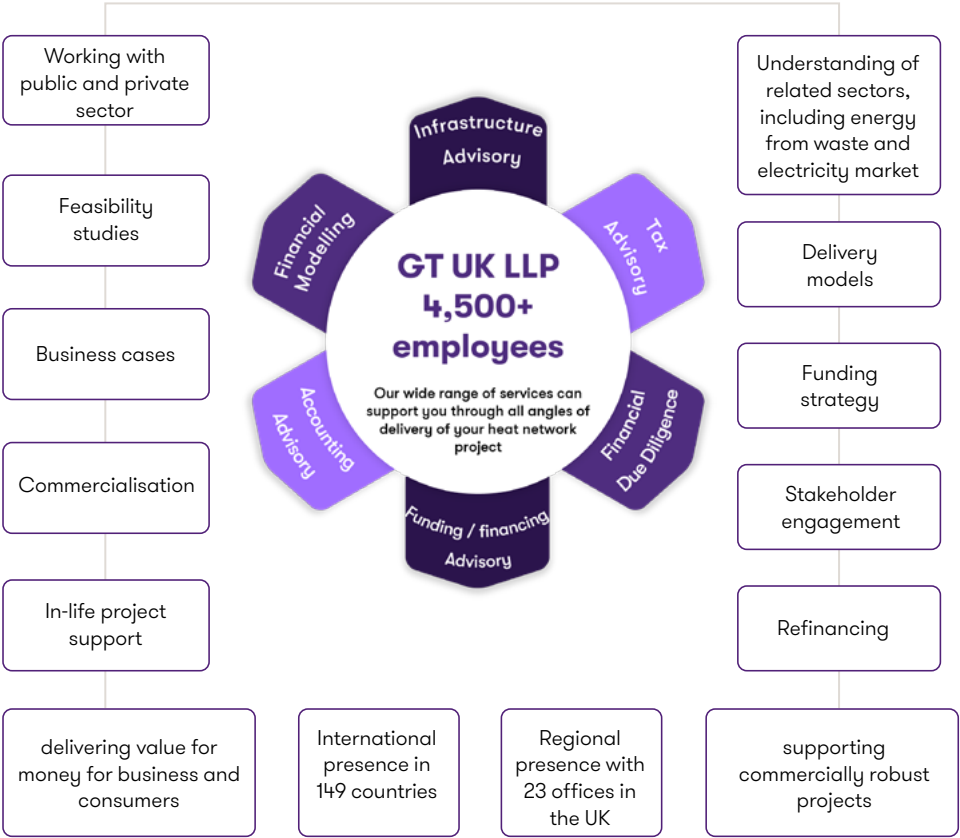 Working with
public and private
sector
Feasibility
studies
Business cases
Commercialisation
In-life project
support
Infrastructure
Advisory
Tax
Advisory
Financial
Due Diligence
Funding / financing
Advisory
Accounting
Advisory
Financial
Modelling
GT UK LLP
4,500+
employees
Our wide range of services can
support you through all angles of
delivery of your heat network
project
Understanding of
related sectors,
including energy
from waste and
electricity market
Delivery
models
Funding
strategy
Stakeholder
engagement
Refinancing
delivering value for
money for business and
consumers
International
presence in
149 countries
Regional
presence with
23 offices in
the UK
supporting
commercially robust
projects